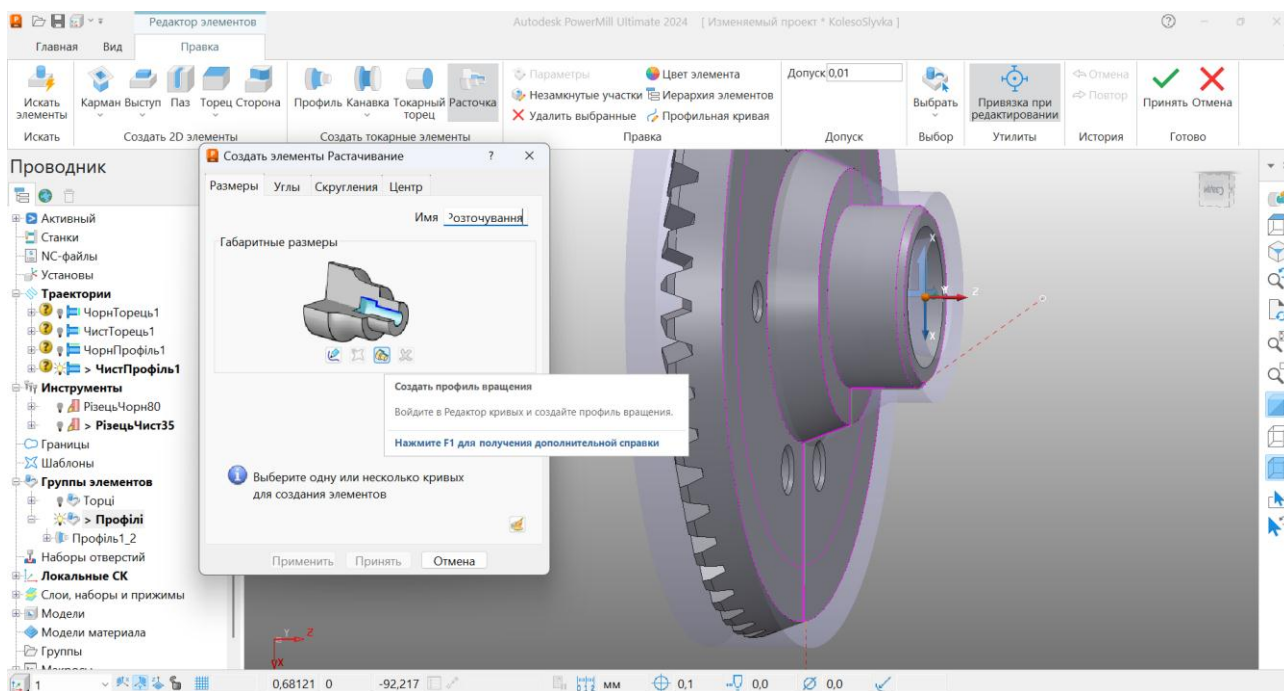 Редактор элементов
Autodesk PowerMill Ultimate 2024 [ Изменяемый проект * KolesoSlyvka ]
Главная Вид Правка
Искать элементы
Карман Выступ Паз Торец Сторона
Профиль Канавка Токарный торец Расточка
Параметры
Незамкнутые участки
Удалить выбранные
Цвет элемента
Иерархия элементов
Профильная кривая
Допуск 0,01
Выбрать
Привязка при редактировании
Отмена
Повтор
Принять Отмена
Искать Создать 2D элементы Создать токарные элементы Правка Допуск Выбор Утилиты История Готово
Проводник
Активный
Станки
NC-файлы
Установы
Траектории
ЧорнТорець1
ЧистТорець1
ЧорнПрофіль1
> ЧистПрофіль1
Инструменты
РізецьЧорн80
> РізецьЧист35
Границы
Шаблоны
Группы элементов
Торці
> Профілі
Профіль1_2
Наборы отверстий
Локальные СК
Слои, наборы и прижимы
Модели
Модели материала
Группы
Создать элементы Растачивание ? ×
Размеры Углы Скругления Центр
Имя Розточування
Габаритные размеры
Создать профиль вращения
Войдите в Редактор кривых и создайте профиль вращения.
Нажмите F1 для получения дополнительной справки
Выберите одну или несколько кривых
для создания элементов
Применить Принять Отмена
X
Z
X
Y Z
X
1 0,68121 0 -92,217 мм 0,1 0,0 0,0